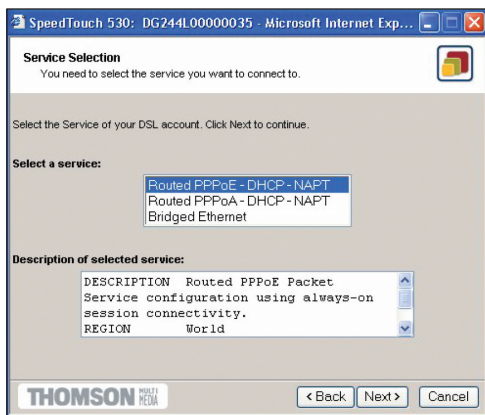 SpeedTouch 530: DG244L00000035 - Microsoft Internet Exp...
Service Selection
You need to select the service you want to connect to.
Select the Service of your DSL account. Click Next to continue.
Select a service:
Routed PPPoE - DHCP - NAPT
Routed PPPoA - DHCP - NAPT
Bridged Ethernet
Description of selected service:
DESCRIPTION Routed PPPoE Packet
Service configuration using always-on
session connectivity.
REGION World
THOMSON MULTI MEDIA
< Back Next > Cancel